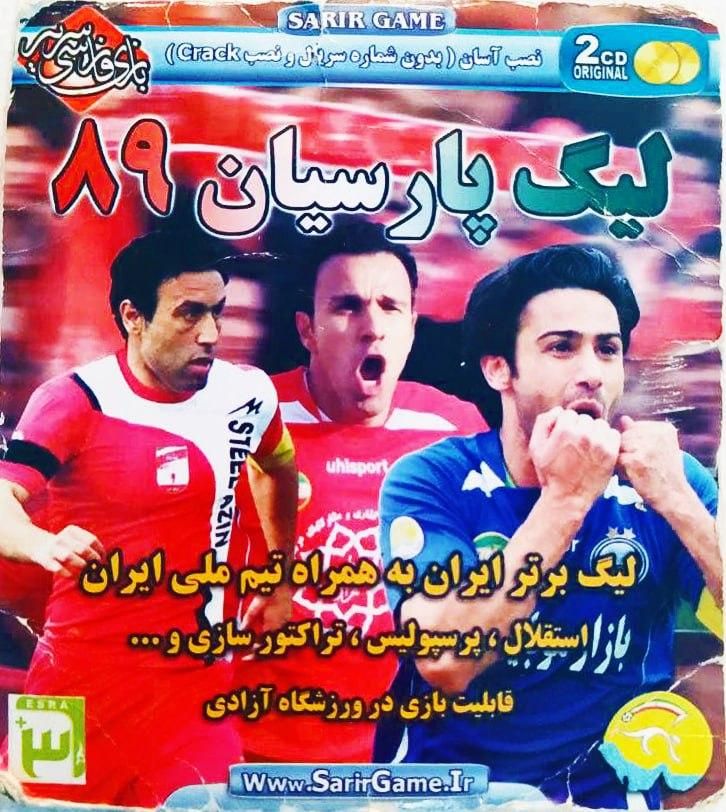 SARIR GAME
نصب آسان ( بدون شماره سریال و نصب Crack )
2CD
ORIGINAL
بازی فارسی
لیگ پارسیان ۸۹
STEEL AZIN
uhlsport
لیگ برتر ایران به همراه تیم ملی ایران
استقلال ، پرسپولیس ، تراکتور سازی و ...
بازار
قابلیت بازی در ورزشگاه آزادی
ESRA
+۳
Www.SarirGame.Ir